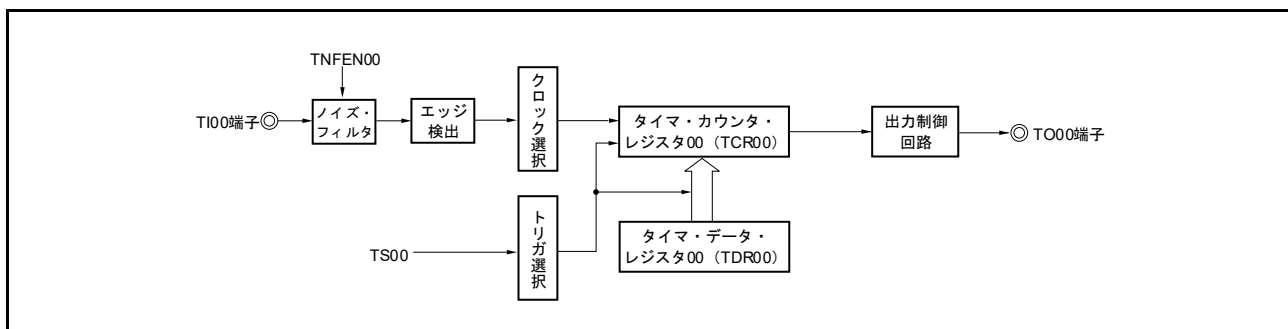 TNFEN00
TI00端子
ノイズ・
フィルタ
エッジ
検出
クロック選択
タイマ・カウンタ・
レジスタ00（TCR00）
出力制御
回路
TO00端子
TS00
トリガ選択
タイマ・データ・
レジスタ00（TDR00）